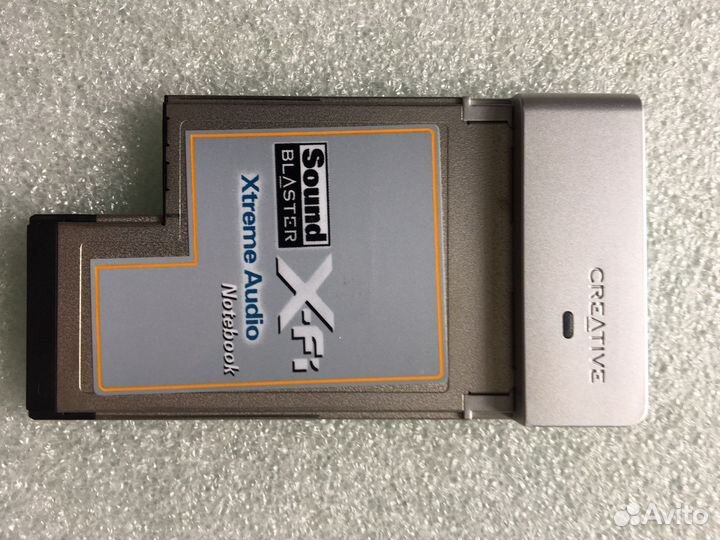 Sound
BLASTER
X-Fi
Xtreme Audio
Notebook
CREATIVE
Avito